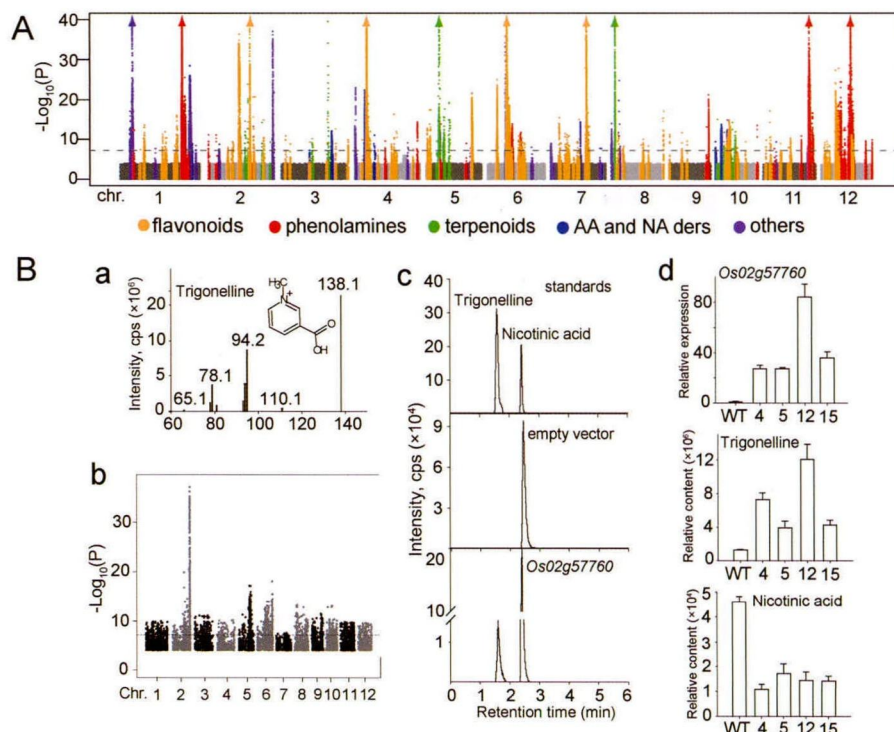 A
-Log10(P)
40
30
20
10
0
chr. 1 2 3 4 5 6 7 8 9 10 11 12
flavonoids phenolamines terpenoids AA and NA ders others
B
a
Trigonelline
Intensity, cps (×10⁶)
20
10
5
0
65.1 78.1 94.2 110.1 138.1
H₃C
N
+
O
OH
60 80 100 120 140
b
-Log10(P)
30
20
10
0
Chr. 1 2 3 4 5 6 7 8 9 10 11 12
c
standards
Trigonelline
Nicotinic acid
40
30
20
10
0
empty vector
9
6
3
0
Os02g57760
20
10
1
Intensity, cps (×10⁴)
0 1 2 3 4 5 6
Retention time (min)
d
Os02g57760
Relative expression
80
40
0
WT 4 5 12 15
Trigonelline
Relative content (×10⁶)
12
8
4
0
WT 4 5 12 15
Nicotinic acid
Relative content (×10⁴)
5
4
3
2
1
0
WT 4 5 12 15